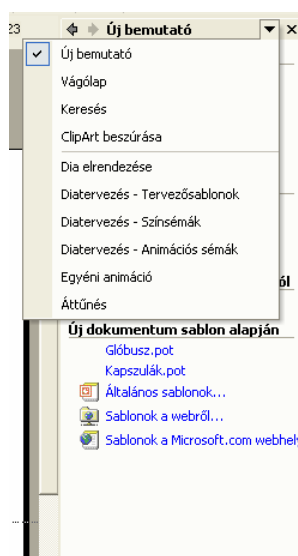 23
Új bemutató
Új bemutató
Vágólap
Keresés
ClipArt beszúrása
Dia elrendezése
Diatervezés - Tervezősablonok
Diatervezés - Színsémák
Diatervezés - Animációs sémák
Egyéni animáció
ól
Áttűnés
Új dokumentum sablon alapján
Glóbusz.pot
Kapszulák.pot
Általános sablonok...
Sablonok a webről...
Sablonok a Microsoft.com webhely